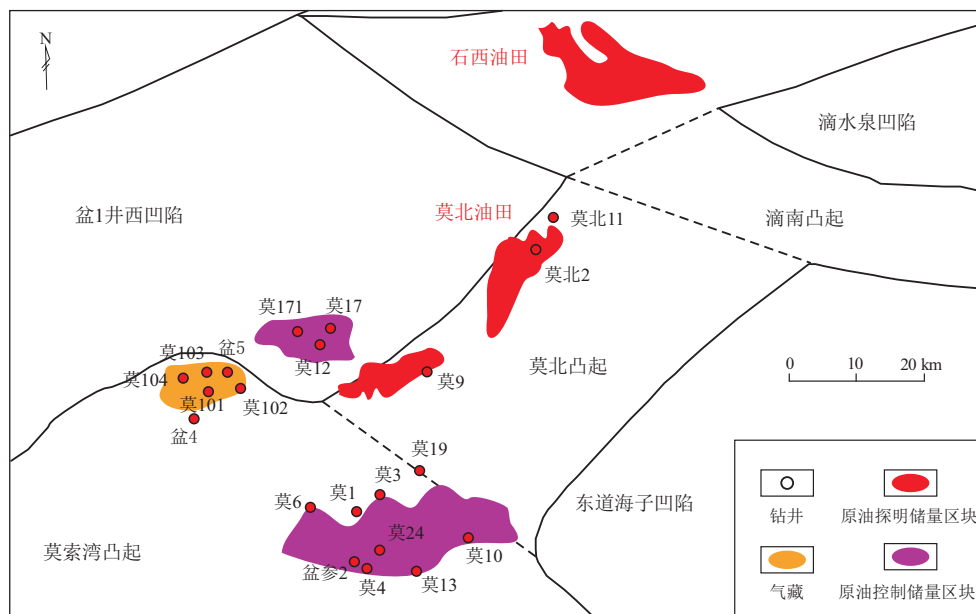 N
石西油田
滴水泉凹陷
盆1井西凹陷
莫北油田
莫北11
滴南凸起
莫北2
莫171
莫17
莫103
盆5
莫12
莫北凸起
0 10 20 km
莫104
莫9
莫101
莫102
盆4
莫19
莫3
莫1
莫6
东道海子凹陷
莫24
莫10
莫索湾凸起
盆参2
莫4
莫13
钻井
原油探明储量区块
气藏
原油控制储量区块